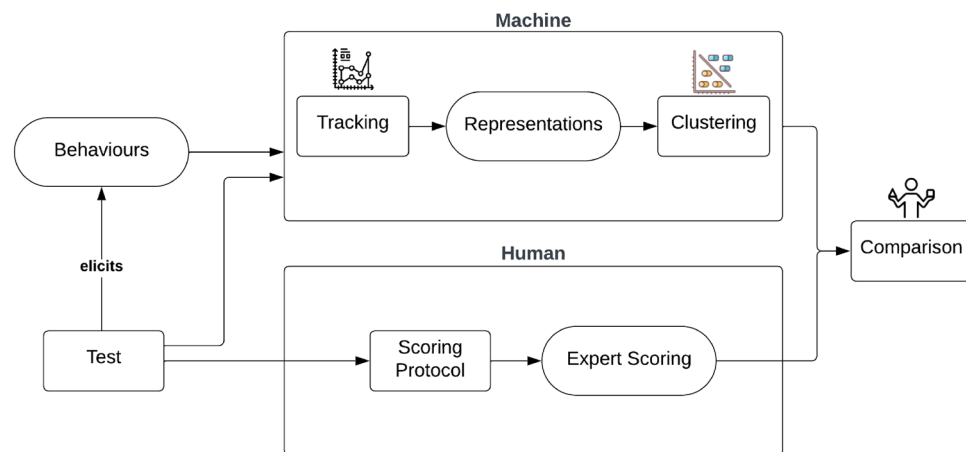 Machine
Tracking
Representations
Clustering
Behaviours
elicits
Test
Human
Scoring
Protocol
Expert Scoring
Comparison